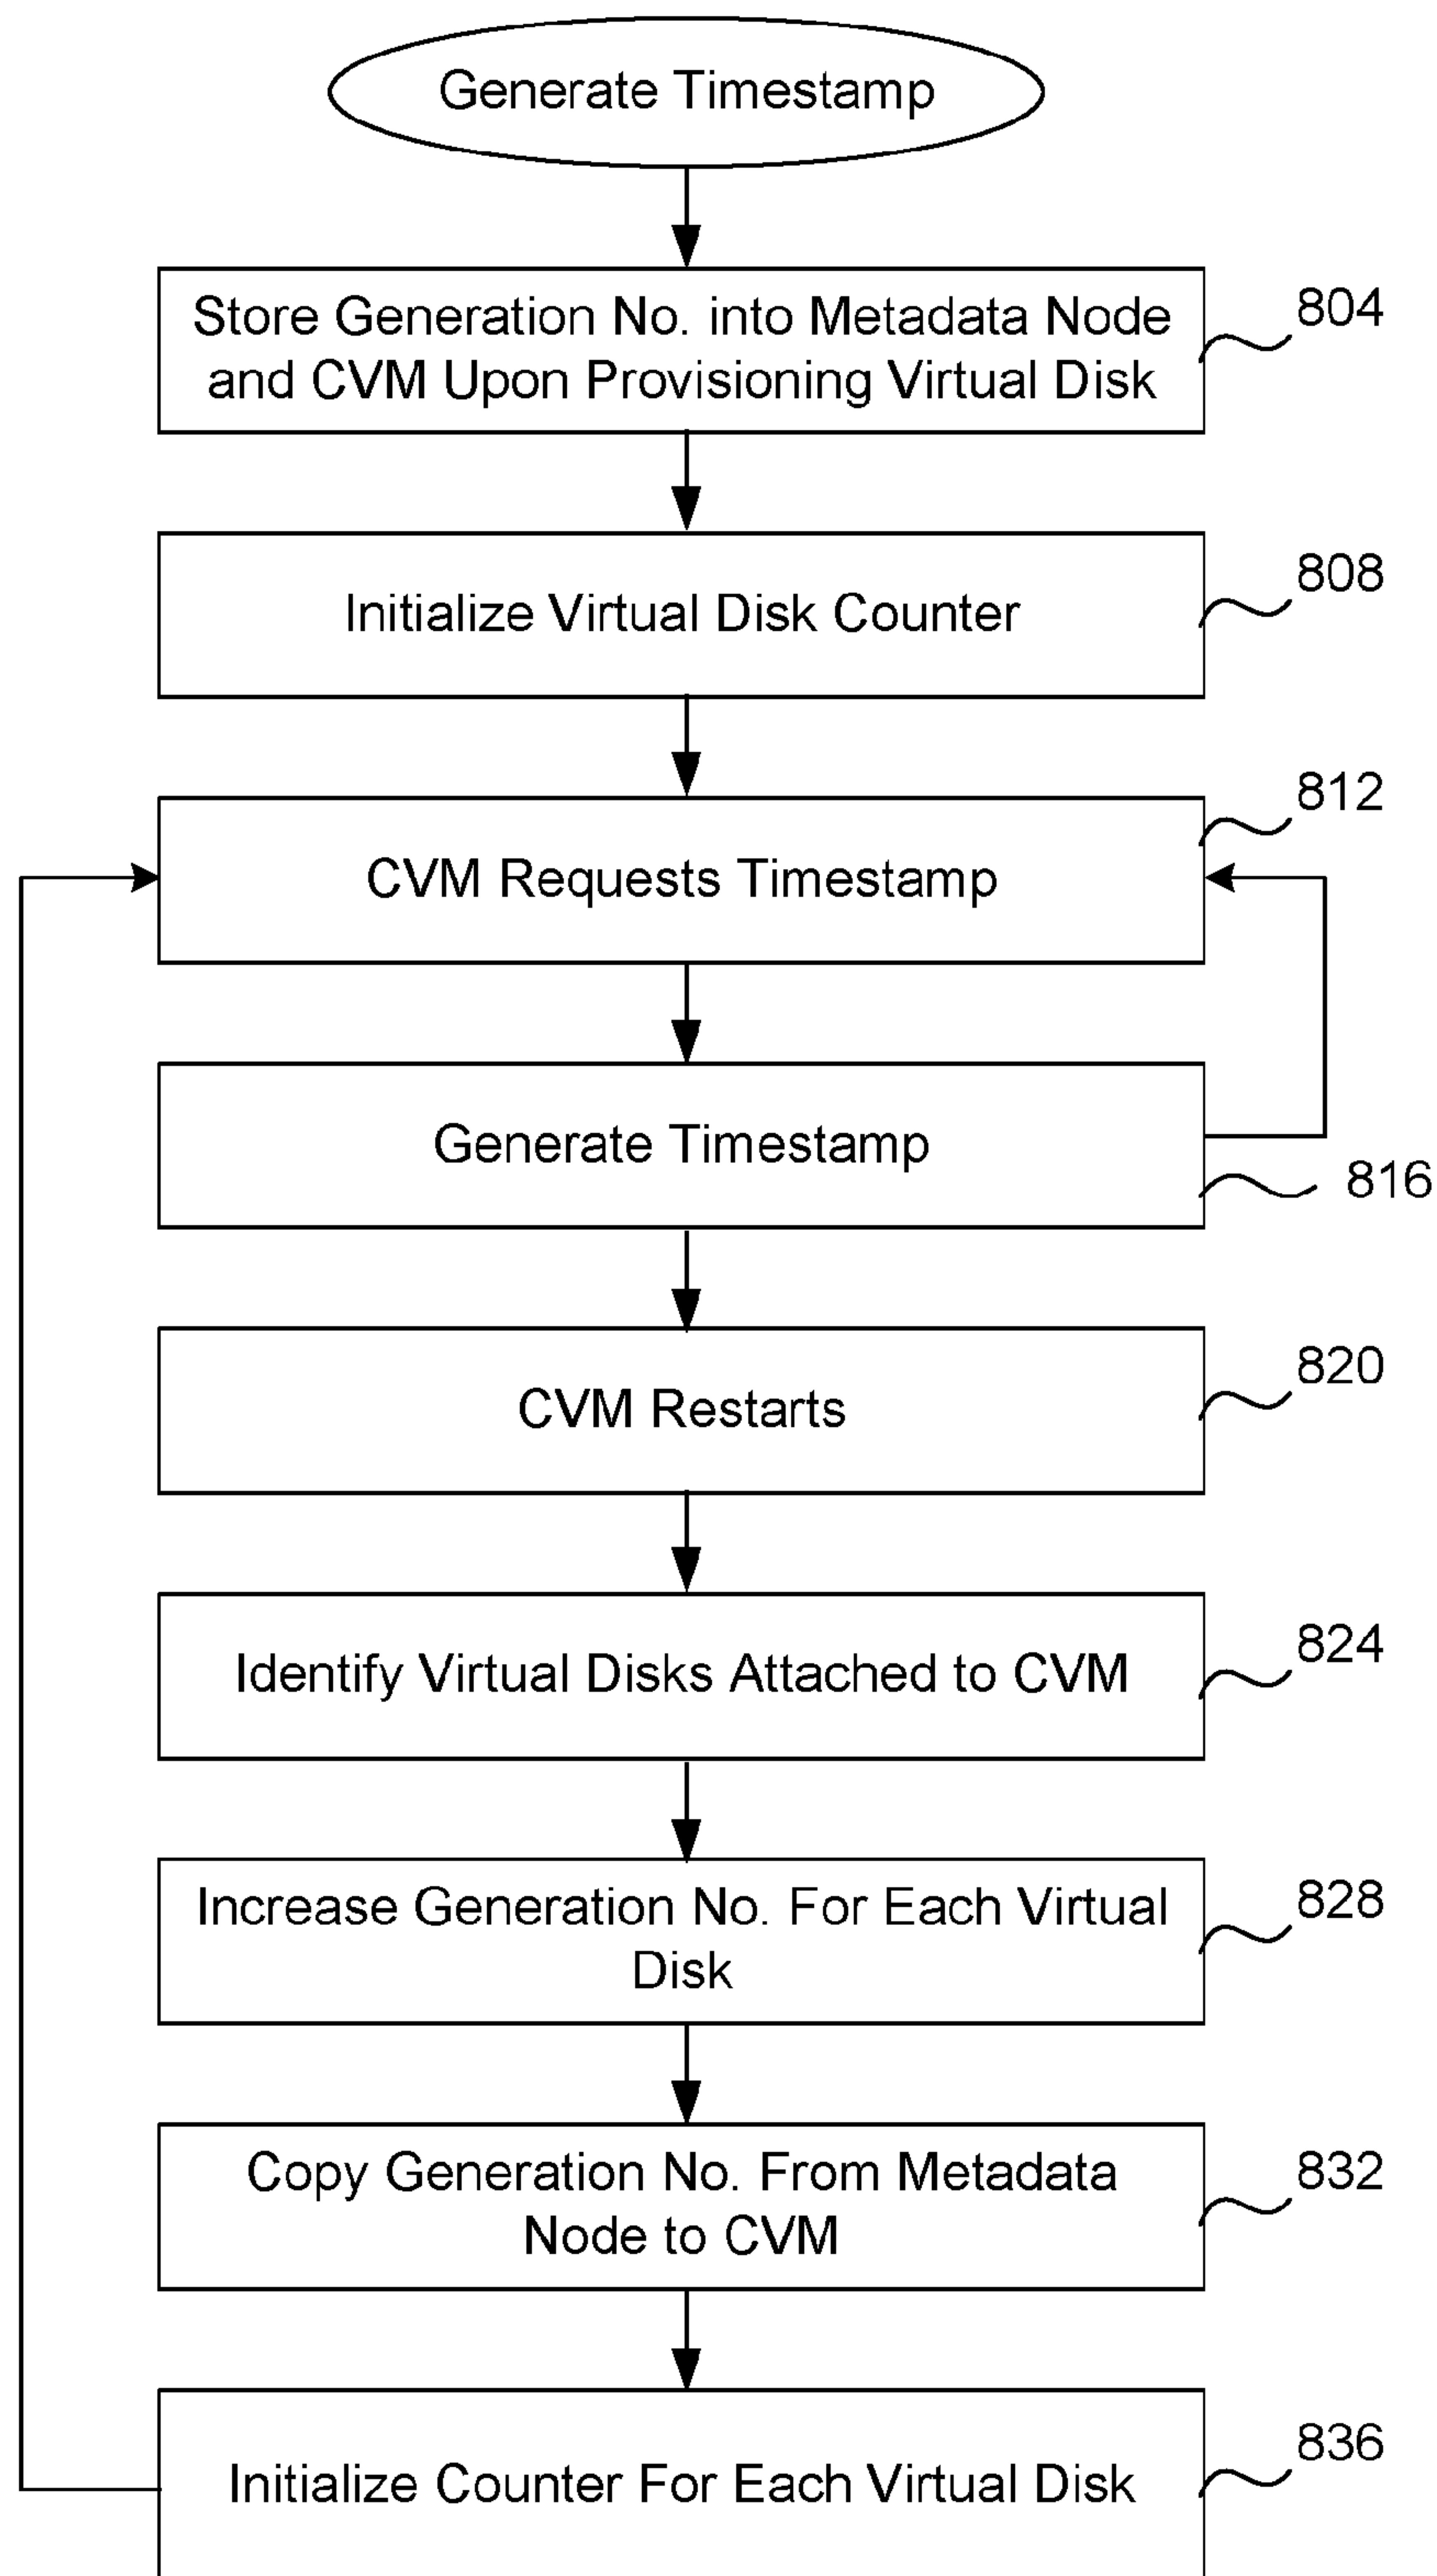 Generate Timestamp
Store Generation No. into Metadata Node
and CVM Upon Provisioning Virtual Disk
804
Initialize Virtual Disk Counter
808
CVM Requests Timestamp
812
Generate Timestamp
816
CVM Restarts
820
Identify Virtual Disks Attached to CVM
824
Increase Generation No. For Each Virtual
Disk
828
Copy Generation No. From Metadata
Node to CVM
832
Initialize Counter For Each Virtual Disk
836